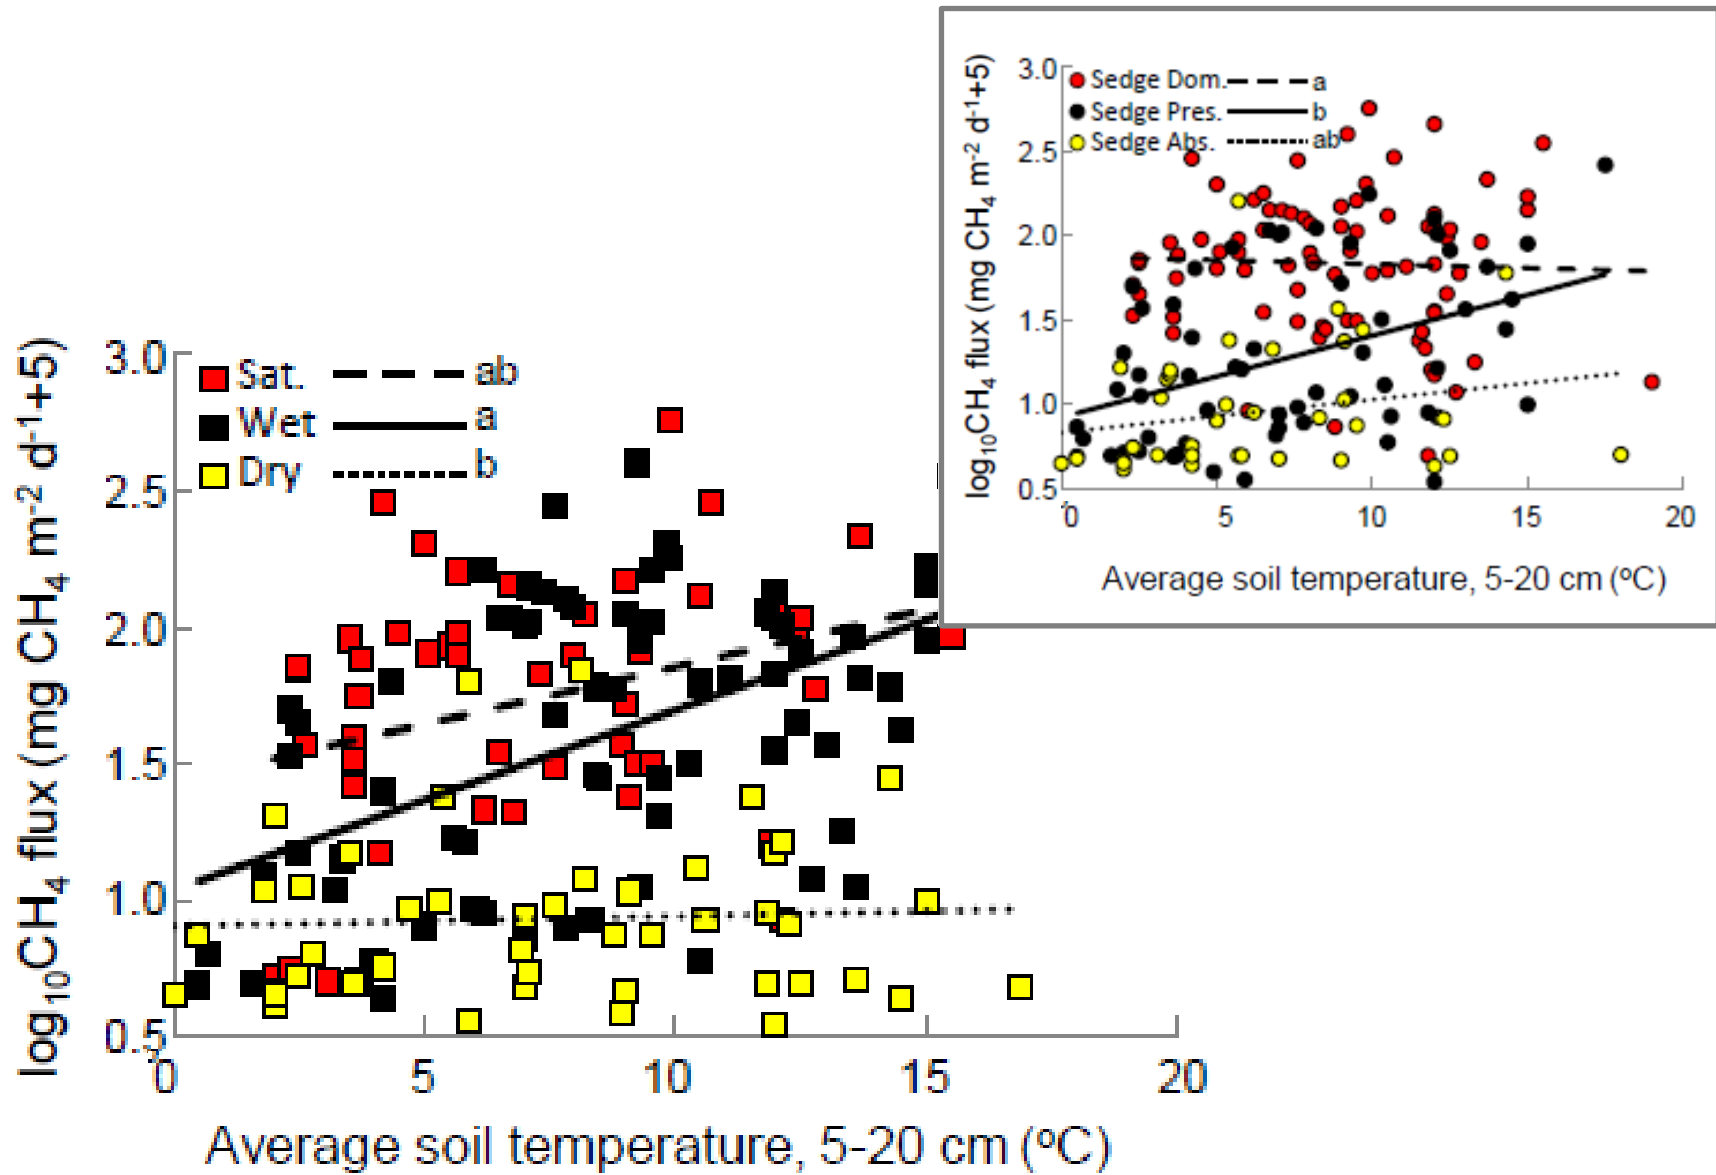 3.0
2.5
2.0
1.5
1.0
0.5
0
5
10
15
20
log₁₀CH₄ flux (mg CH₄ m⁻² d⁻¹+5)
Average soil temperature, 5-20 cm (ºC)
Sat. ab
Wet a
Dry b
3.0
2.5
2.0
1.5
1.0
0.5
0
5
10
15
20
log₁₀CH₄ flux (mg CH₄ m⁻² d⁻¹+5)
Average soil temperature, 5-20 cm (ºC)
Sedge Dom. a
Sedge Pres. b
Sedge Abs. ab